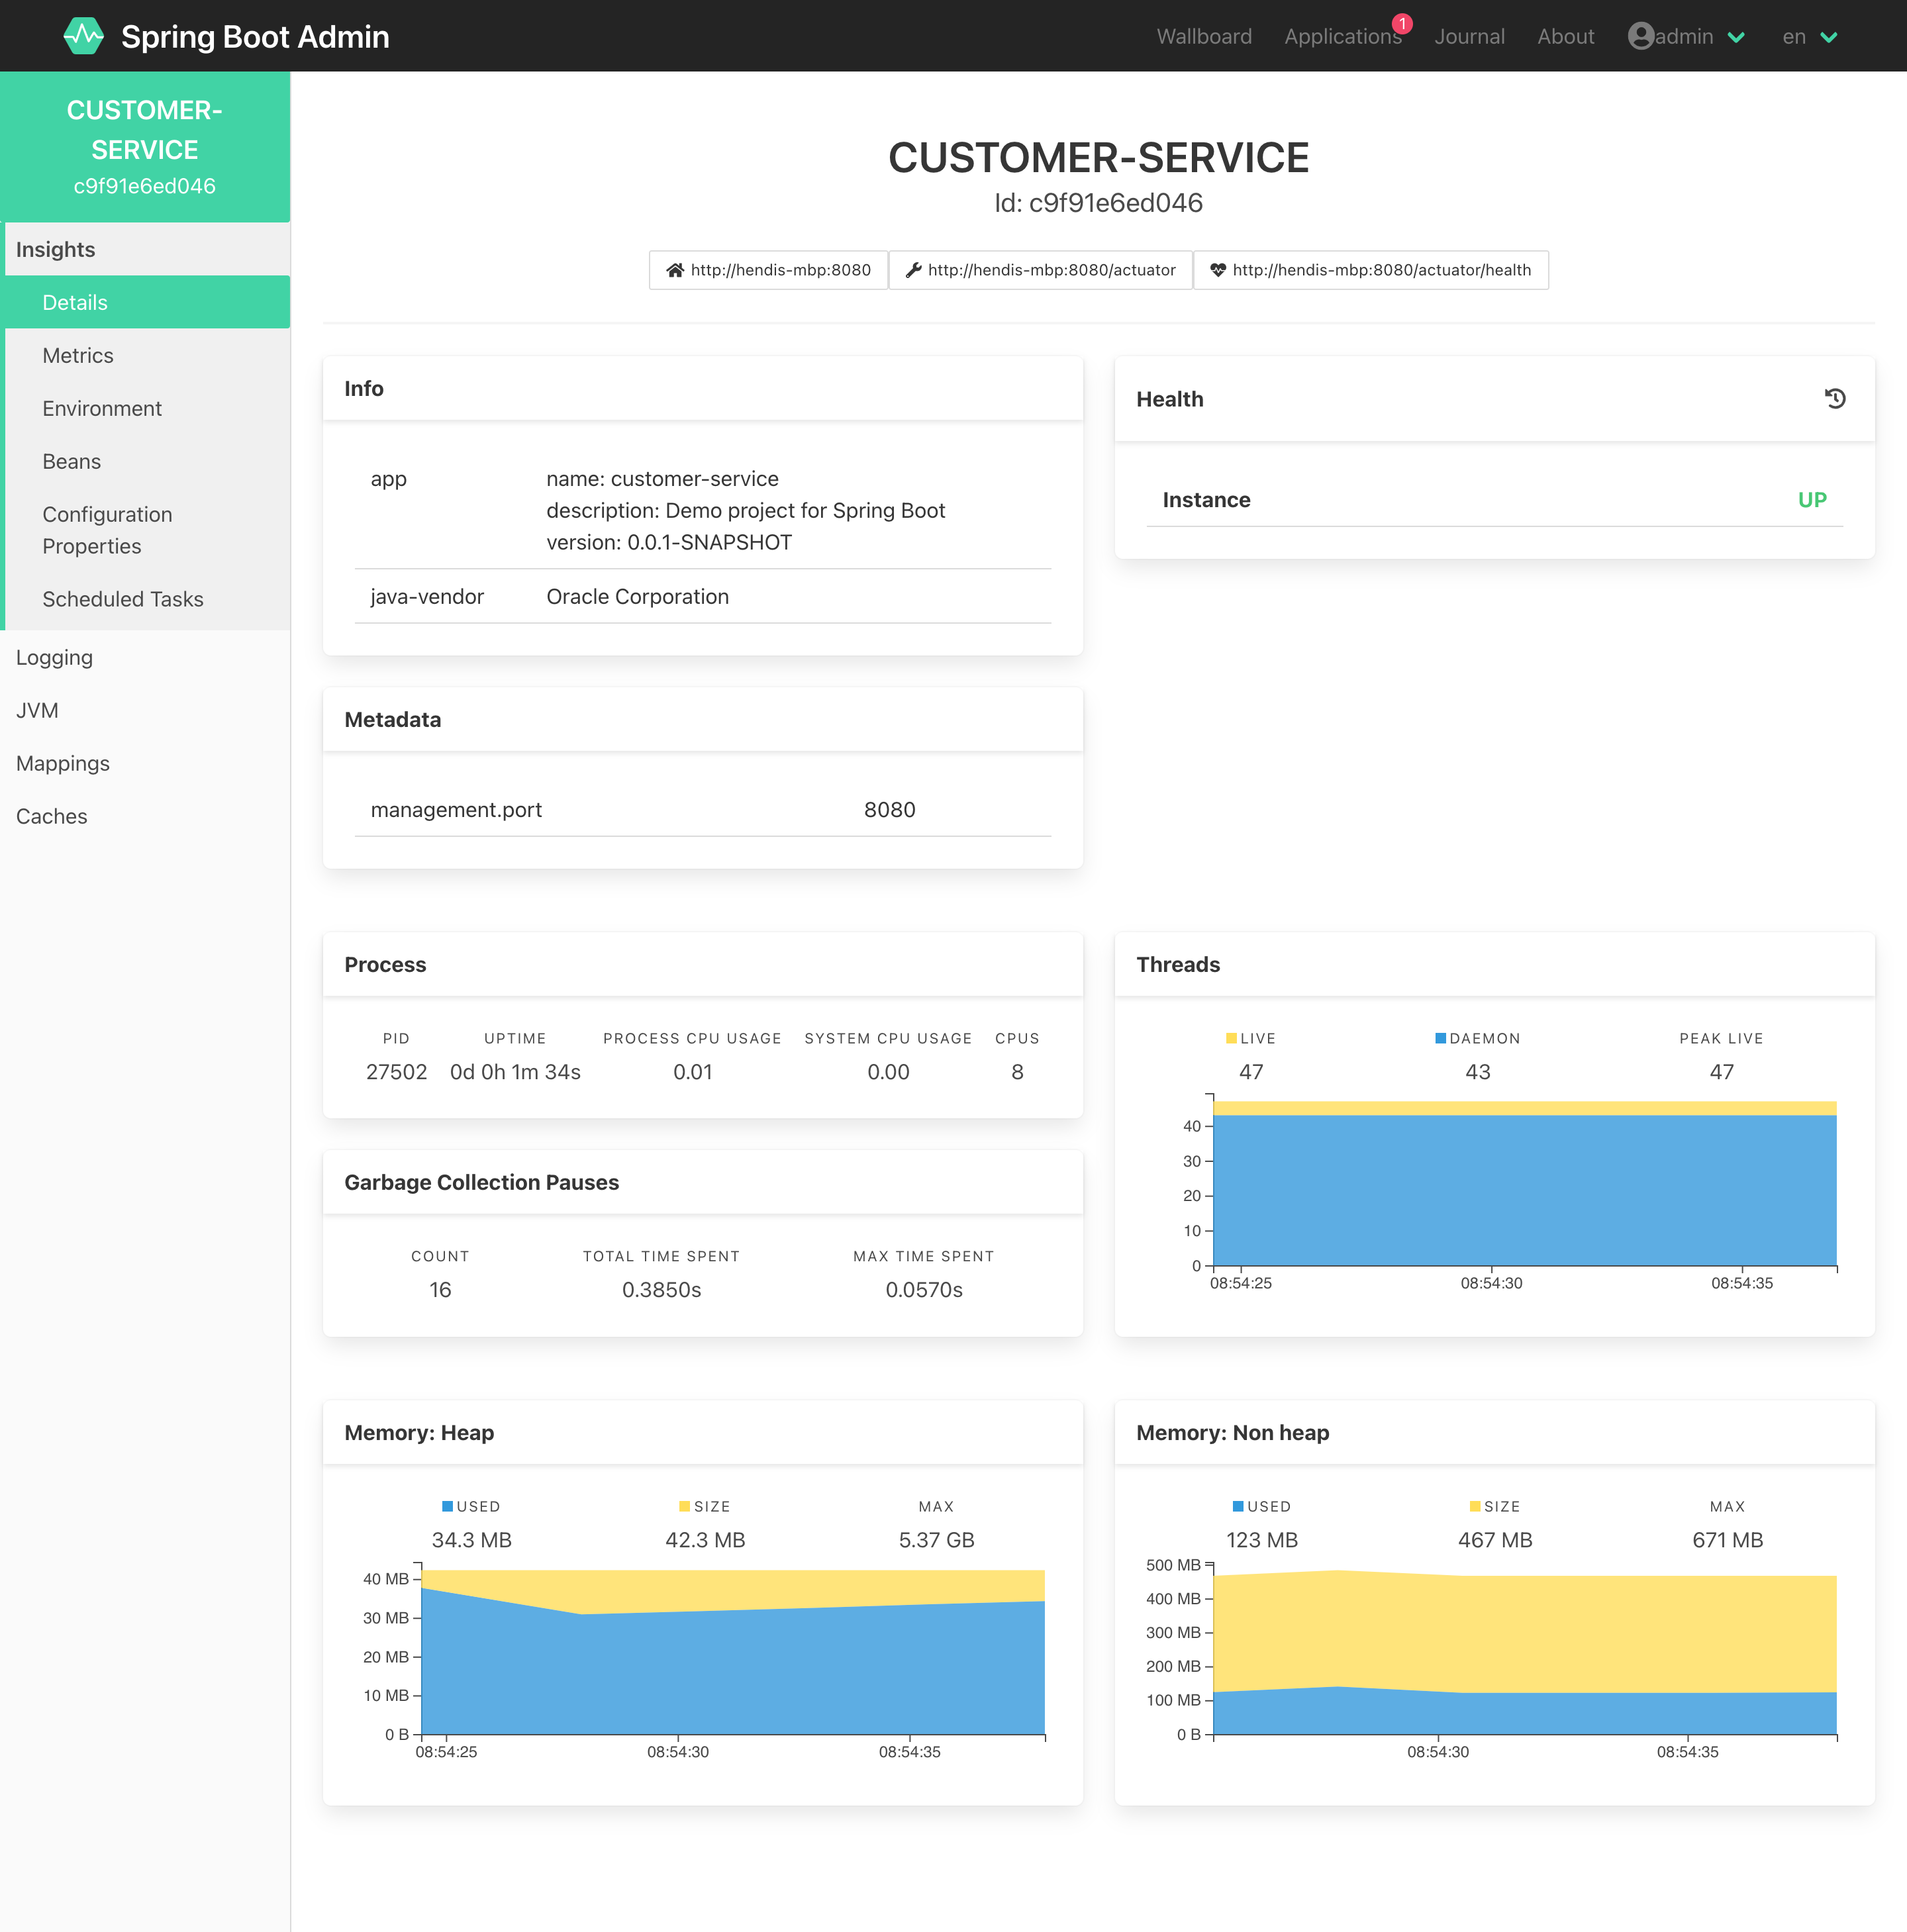 Spring Boot Admin
Wallboard
Applications
1
Journal
About
admin
en
CUSTOMER-
SERVICE
c9f91e6ed046
Insights
Details
Metrics
Environment
Beans
Configuration
Properties
Scheduled Tasks
Logging
JVM
Mappings
Caches
CUSTOMER-SERVICE
Id: c9f91e6ed046
http://hendis-mbp:8080
http://hendis-mbp:8080/actuator
http://hendis-mbp:8080/actuator/health
Info
app
name: customer-service
description: Demo project for Spring Boot
version: 0.0.1-SNAPSHOT
java-vendor
Oracle Corporation
Health
Instance
UP
Metadata
management.port
8080
Process
PID
UPTIME
PROCESS CPU USAGE
SYSTEM CPU USAGE
CPUS
27502
0d 0h 1m 34s
0.01
0.00
8
Garbage Collection Pauses
COUNT
TOTAL TIME SPENT
MAX TIME SPENT
16
0.3850s
0.0570s
Threads
LIVE
DAEMON
PEAK LIVE
47
43
47
40
30
20
10
0
08:54:25
08:54:30
08:54:35
Memory: Heap
USED
SIZE
MAX
34.3 MB
42.3 MB
5.37 GB
40 MB
30 MB
20 MB
10 MB
0 B
08:54:25
08:54:30
08:54:35
Memory: Non heap
USED
SIZE
MAX
123 MB
467 MB
671 MB
500 MB
400 MB
300 MB
200 MB
100 MB
0 B
08:54:30
08:54:35